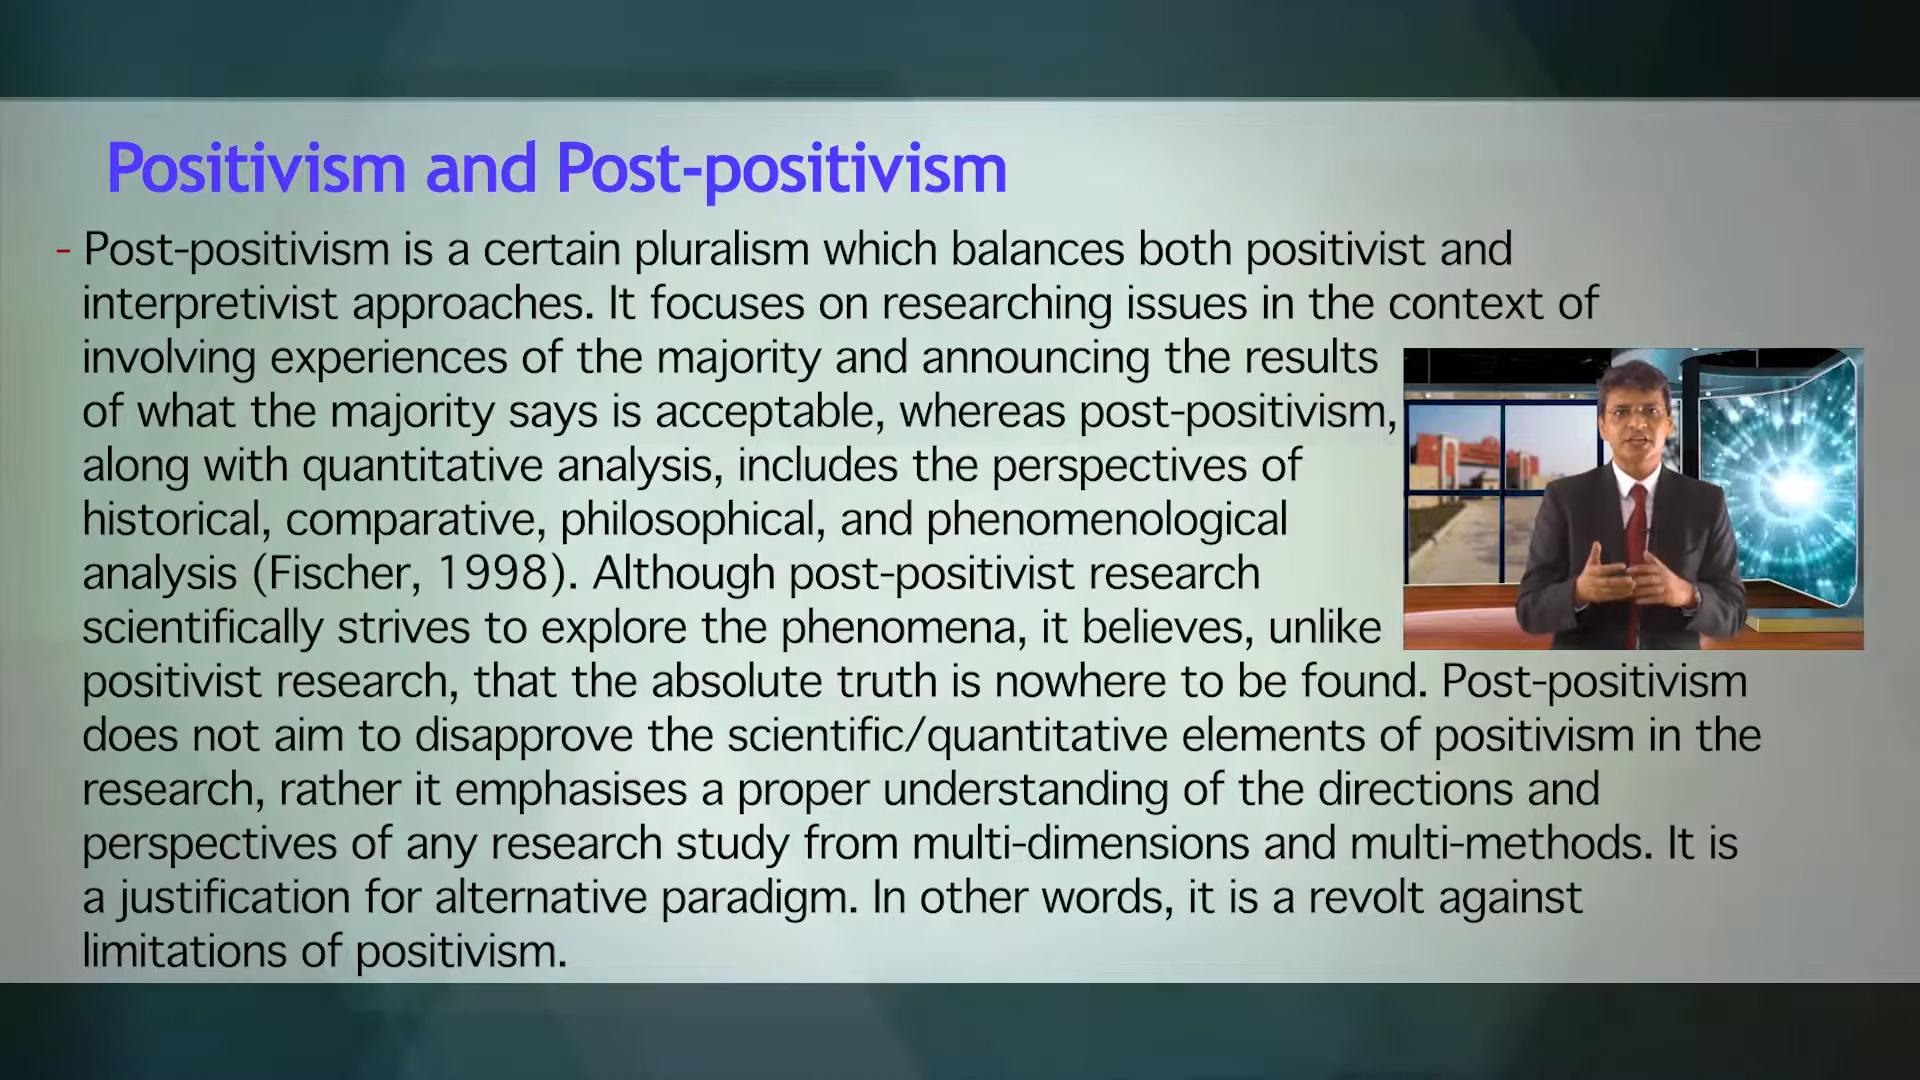 Positivism and Post-positivism
- Post-positivism is a certain pluralism which balances both positivist and
interpretivist approaches. It focuses on researching issues in the context of
involving experiences of the majority and announcing the results
of what the majority says is acceptable, whereas post-positivism,
along with quantitative analysis, includes the perspectives of
historical, comparative, philosophical, and phenomenological
analysis (Fischer, 1998). Although post-positivist research
scientifically strives to explore the phenomena, it believes, unlike
positivist research, that the absolute truth is nowhere to be found. Post-positivism
does not aim to disapprove the scientific/quantitative elements of positivism in the
research, rather it emphasises a proper understanding of the directions and
perspectives of any research study from multi-dimensions and multi-methods. It is
a justification for alternative paradigm. In other words, it is a revolt against
limitations of positivism.